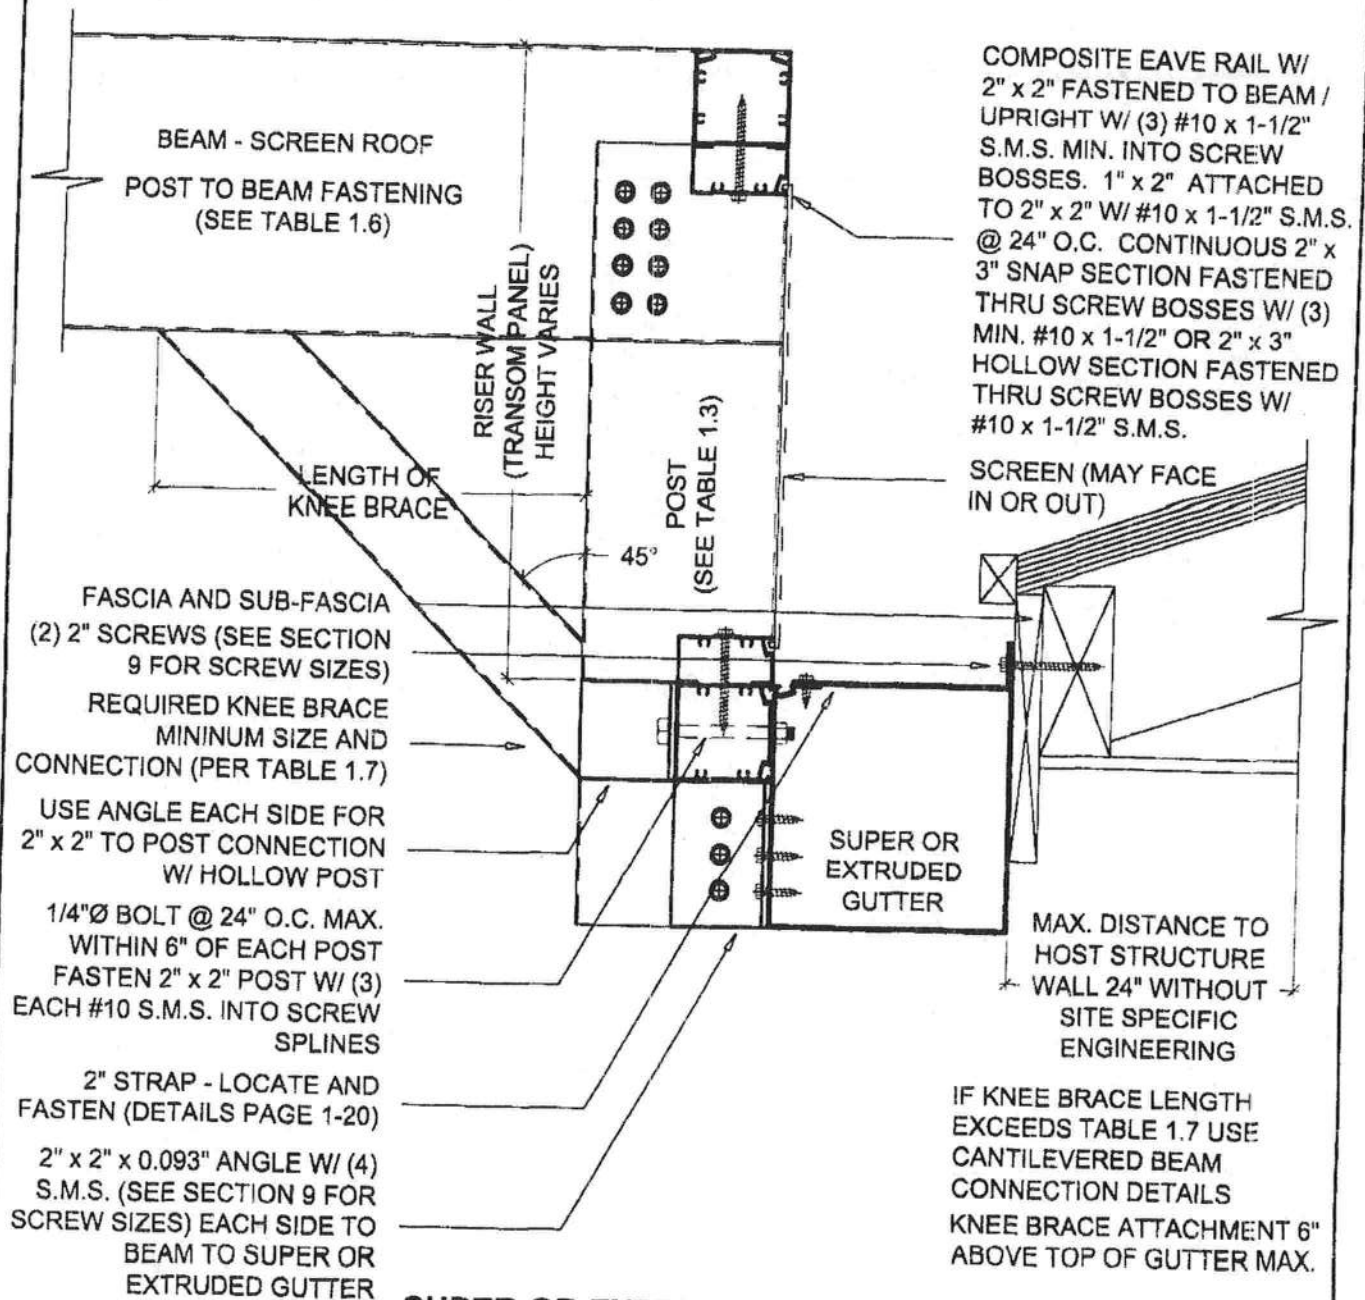 BEAM - SCREEN ROOF
POST TO BEAM FASTENING
(SEE TABLE 1.6)
RISER WALL
(TRANSOM PANEL)
HEIGHT VARIES
LENGTH OF
KNEE BRACE
45°
POST
(SEE TABLE 1.3)
COMPOSITE EAVE RAIL W/
2" x 2" FASTENED TO BEAM /
UPRIGHT W/ (3) #10 x 1-1/2"
S.M.S. MIN. INTO SCREW
BOSSES. 1" x 2" ATTACHED
TO 2" x 2" W/ #10 x 1-1/2" S.M.S.
@ 24" O.C. CONTINUOUS 2" x
3" SNAP SECTION FASTENED
THRU SCREW BOSSES W/ (3)
MIN. #10 x 1-1/2" OR 2" x 3"
HOLLOW SECTION FASTENED
THRU SCREW BOSSES W/
#10 x 1-1/2" S.M.S.
SCREEN (MAY FACE
IN OR OUT)
FASCIA AND SUB-FASCIA
(2) 2" SCREWS (SEE SECTION
9 FOR SCREW SIZES)
REQUIRED KNEE BRACE
MININUM SIZE AND
CONNECTION (PER TABLE 1.7)
USE ANGLE EACH SIDE FOR
2" x 2" TO POST CONNECTION
W/ HOLLOW POST
1/4"Ø BOLT @ 24" O.C. MAX.
WITHIN 6" OF EACH POST
FASTEN 2" x 2" POST W/ (3)
EACH #10 S.M.S. INTO SCREW
SPLINES
2" STRAP - LOCATE AND
FASTEN (DETAILS PAGE 1-20)
2" x 2" x 0.093" ANGLE W/ (4)
S.M.S. (SEE SECTION 9 FOR
SCREW SIZES) EACH SIDE TO
BEAM TO SUPER OR
EXTRUDED GUTTER
SUPER OR
EXTRUDED
GUTTER
MAX. DISTANCE TO
HOST STRUCTURE
WALL 24" WITHOUT
SITE SPECIFIC
ENGINEERING
IF KNEE BRACE LENGTH
EXCEEDS TABLE 1.7 USE
CANTILEVERED BEAM
CONNECTION DETAILS
KNEE BRACE ATTACHMENT 6"
ABOVE TOP OF GUTTER MAX.